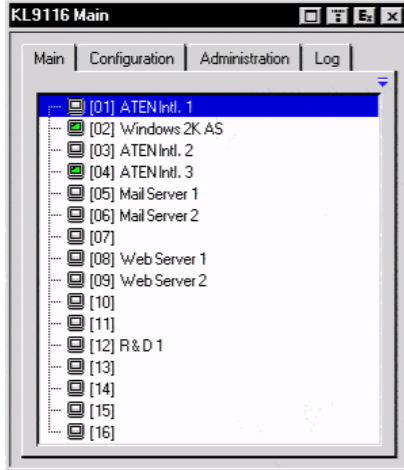 KL9116 Main
Main Configuration Administration Log
[01] ATEN Intl. 1
[02] Windows 2K AS
[03] ATEN Intl. 2
[04] ATEN Intl. 3
[05] Mail Server 1
[06] Mail Server 2
[07]
[08] Web Server 1
[09] Web Server 2
[10]
[11]
[12] R & D 1
[13]
[14]
[15]
[16]